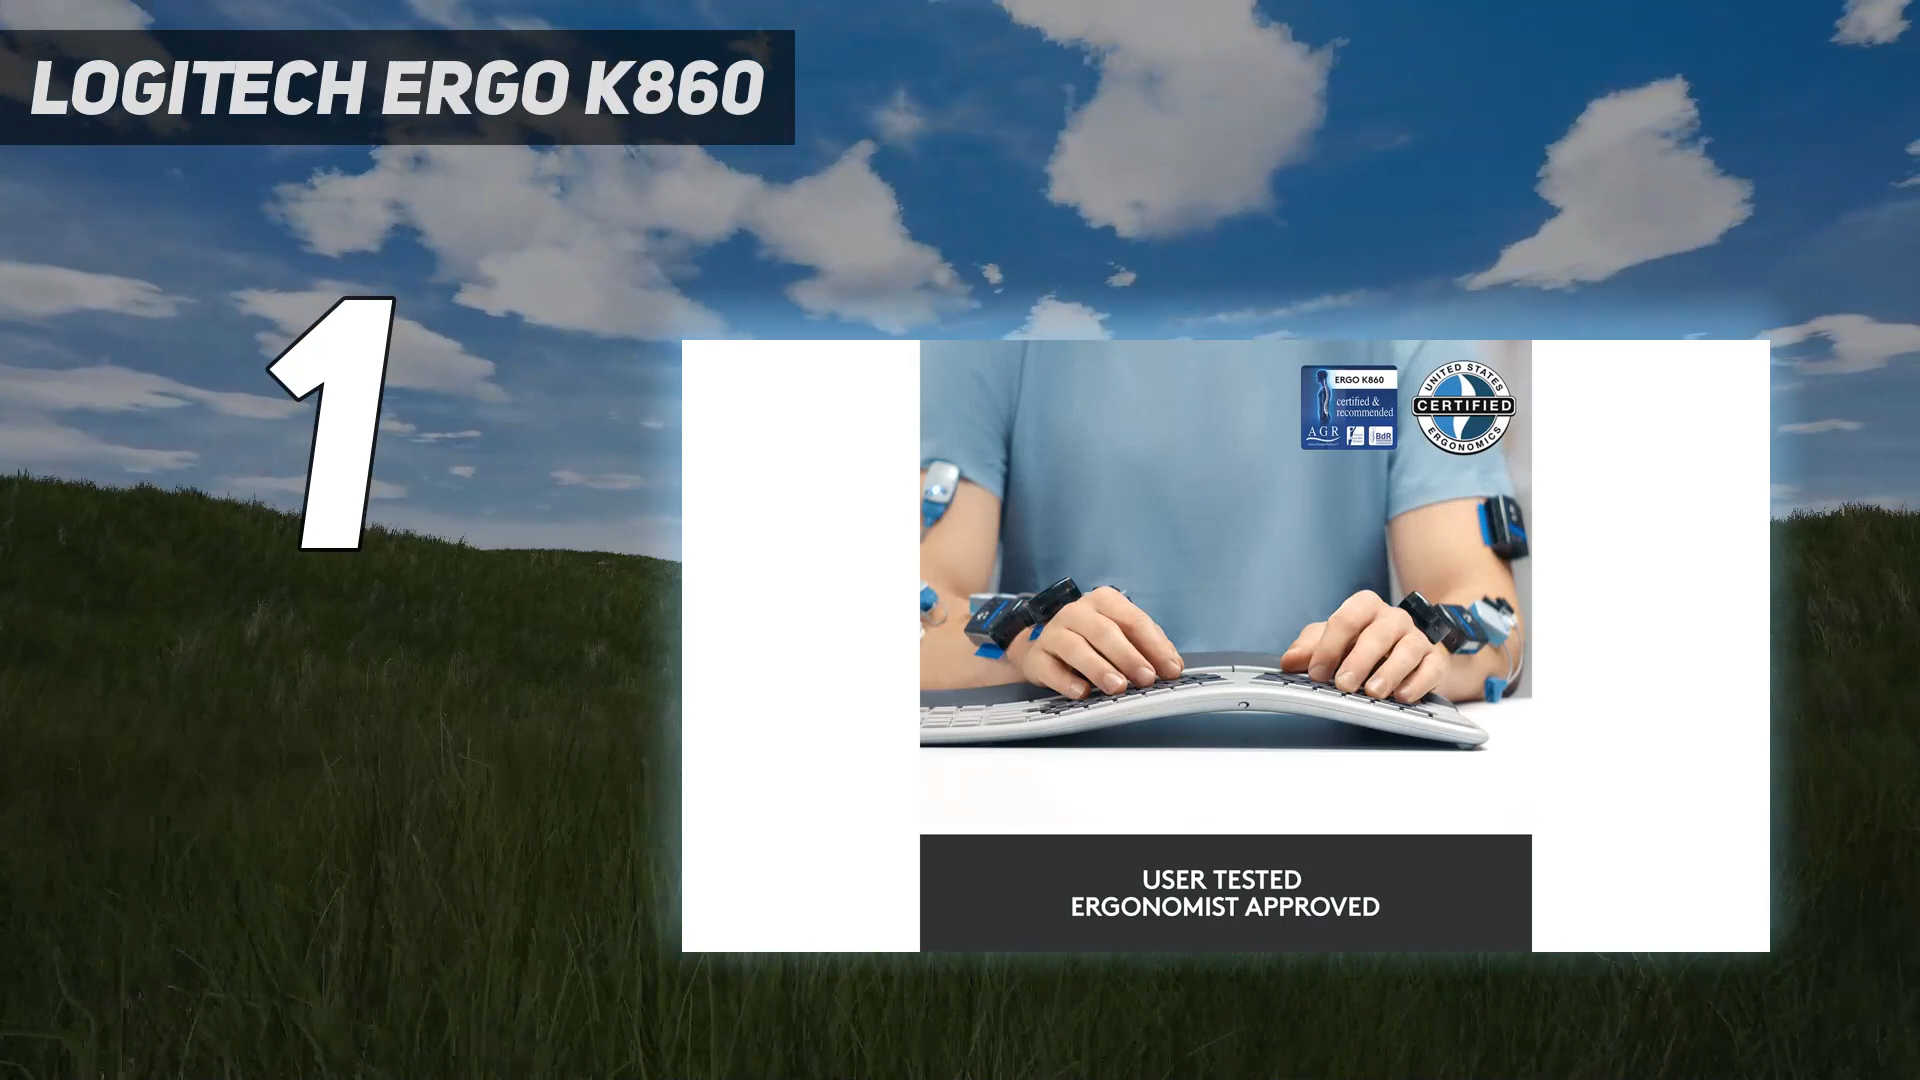 LOGITECH ERGO K860
1
ERGO K860
certified &
recommended
AGR
BdR
UNITED STATES
CERTIFIED
ERGONOMICS
USER TESTED
ERGONOMIST APPROVED